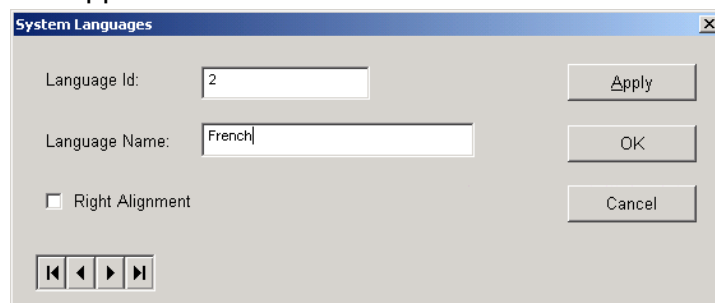 System Languages
Language Id: 2
Apply
Language Name: French
OK
Right Alignment
Cancel